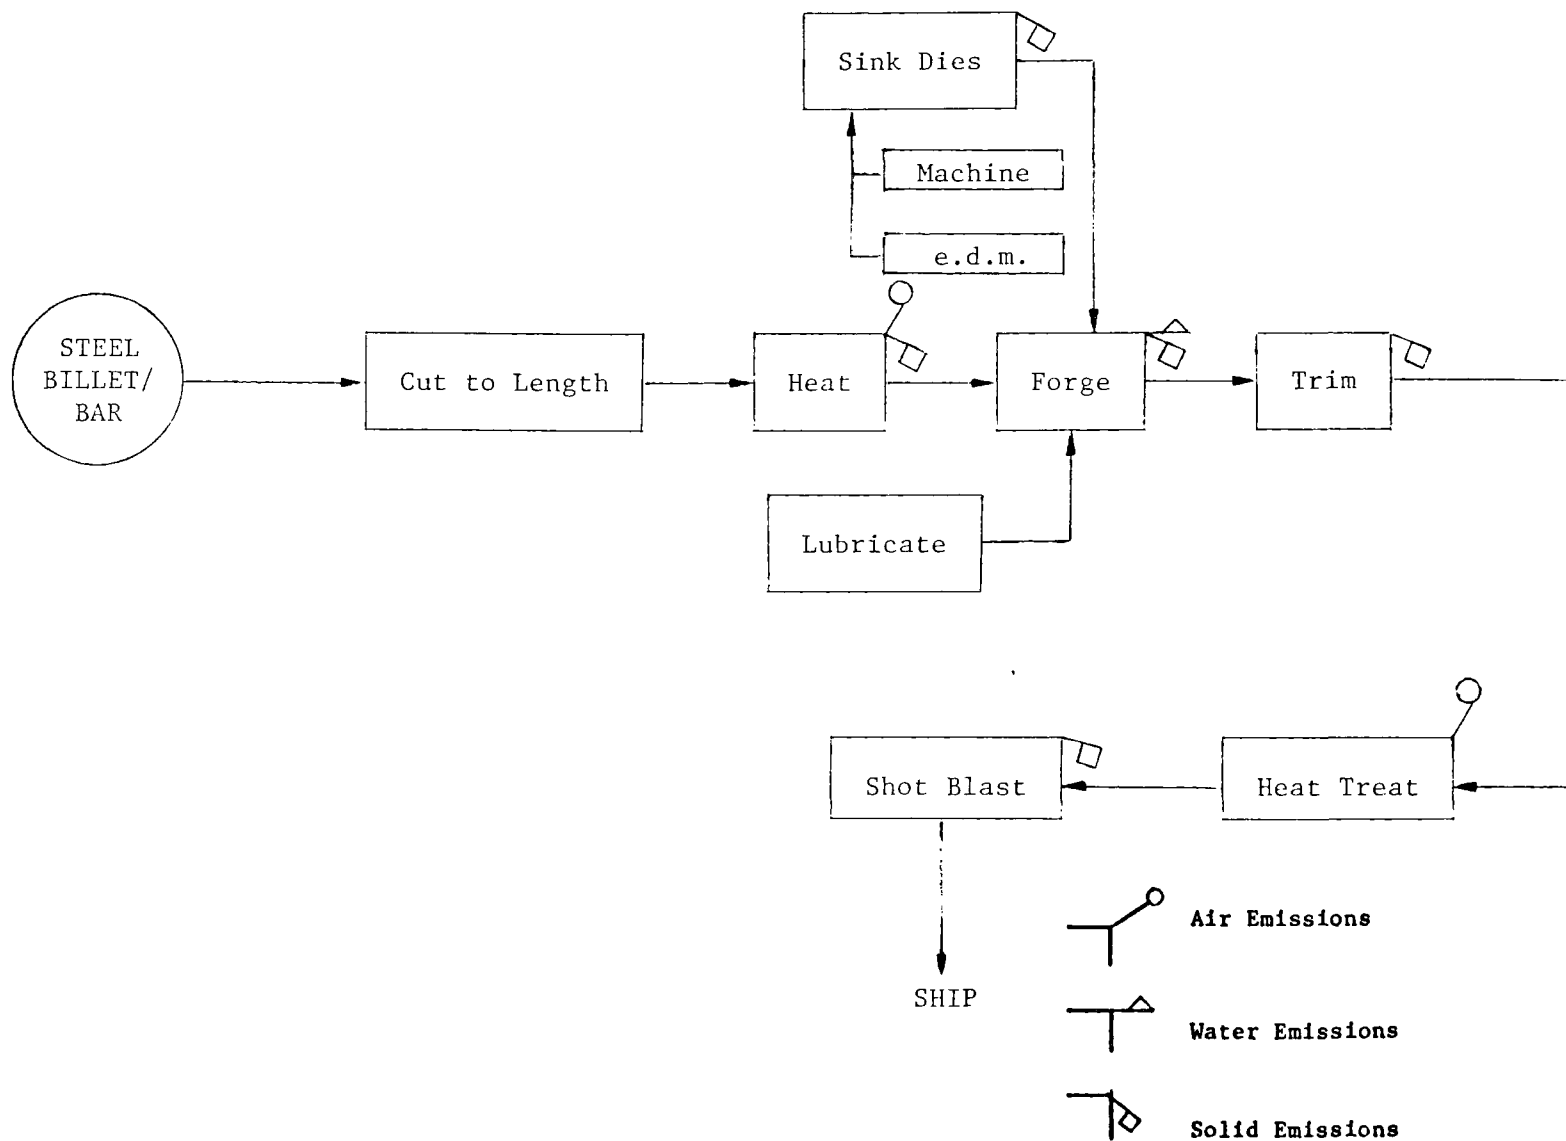 Sink Dies
Machine
e.d.m.
STEEL
BILLET/
BAR
Cut to Length
Heat
Forge
Trim
Lubricate
Shot Blast
Heat Treat
SHIP
Air Emissions
Water Emissions
Solid Emissions